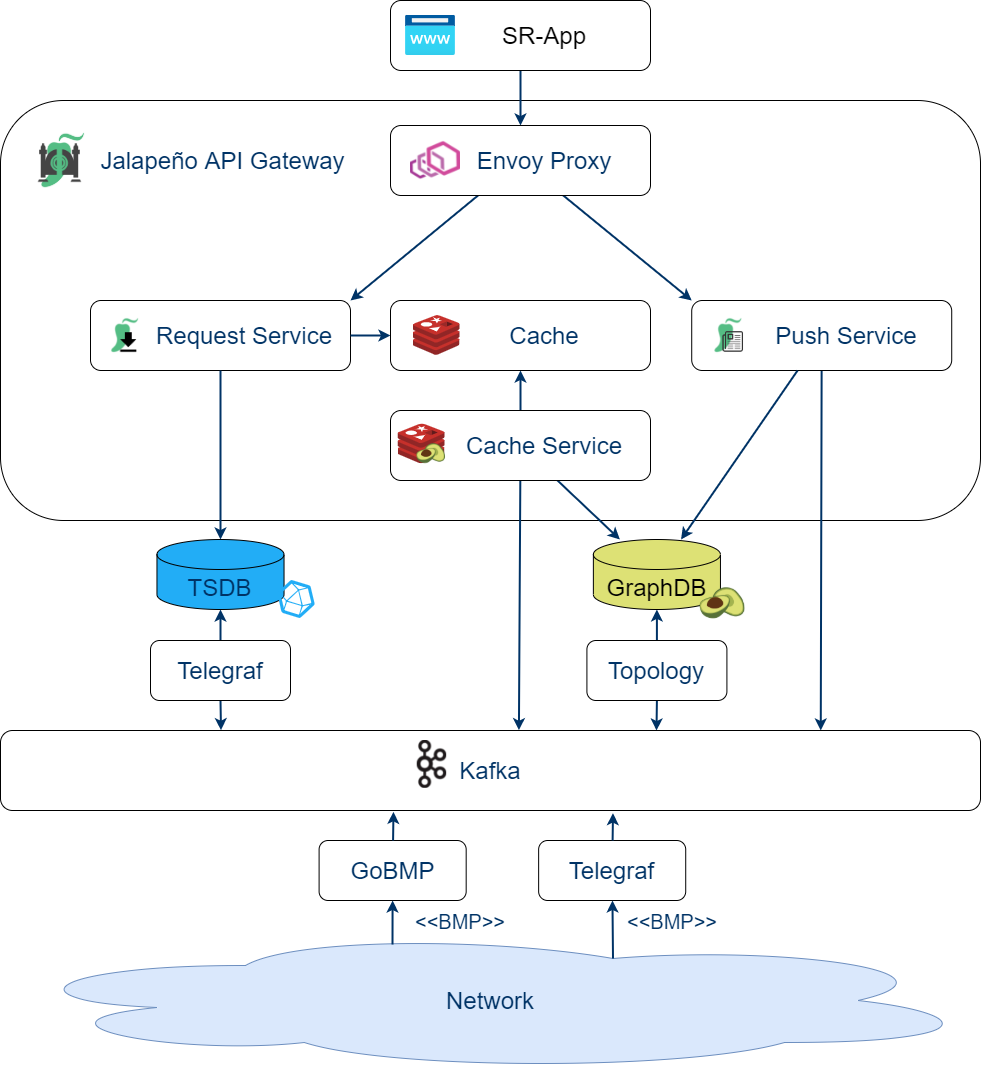 www
SR-App
Jalapeño API Gateway
Envoy Proxy
Request Service
Cache
Push Service
Cache Service
TSDB
GraphDB
Telegraf
Topology
Kafka
GoBMP
Telegraf
<<BMP>>
<<BMP>>
Network